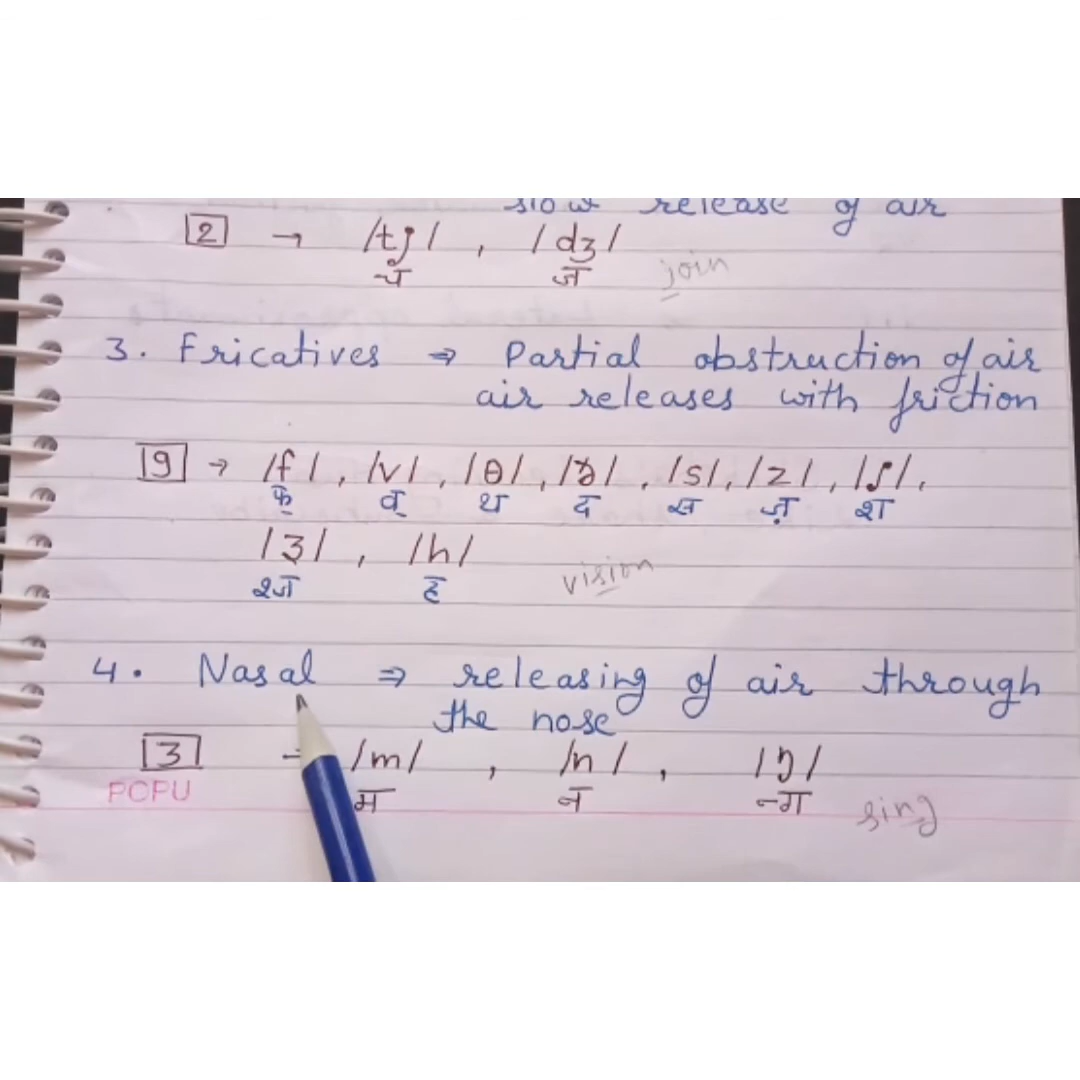 slow release of air
2 → /tʃ/ , /dʒ/
च ज join
3. Fricatives ⇒ Partial obstruction of air
air releases with friction
9 → /f/, /v/, /θ/, /ð/, /s/, /z/, /ʃ/,
फ् व् थ द स ज़ श
/ʒ/ , /h/
श्ज ह vision
4. Nasal ⇒ releasing of air through
the nose
3 → /m/ , /n/ , /ŋ/
PCPU म न न्ग sing